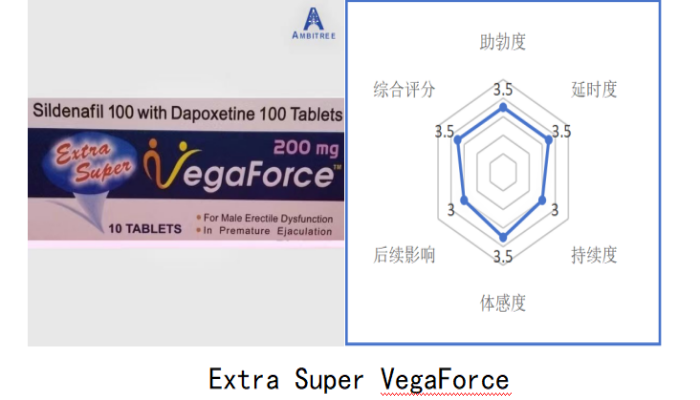 AMBITREE
Sildenafil 100 with Dapoxetine 100 Tablets
200 mg
Extra
Super
VegaForce™
10 TABLETS
• For Male Erectile Dysfunction
• In Premature Ejaculation
助勃度
综合评分
延时度
3.5
3.5
3.5
3
3
后续影响
持续度
3.5
体感度
Extra Super VegaForce